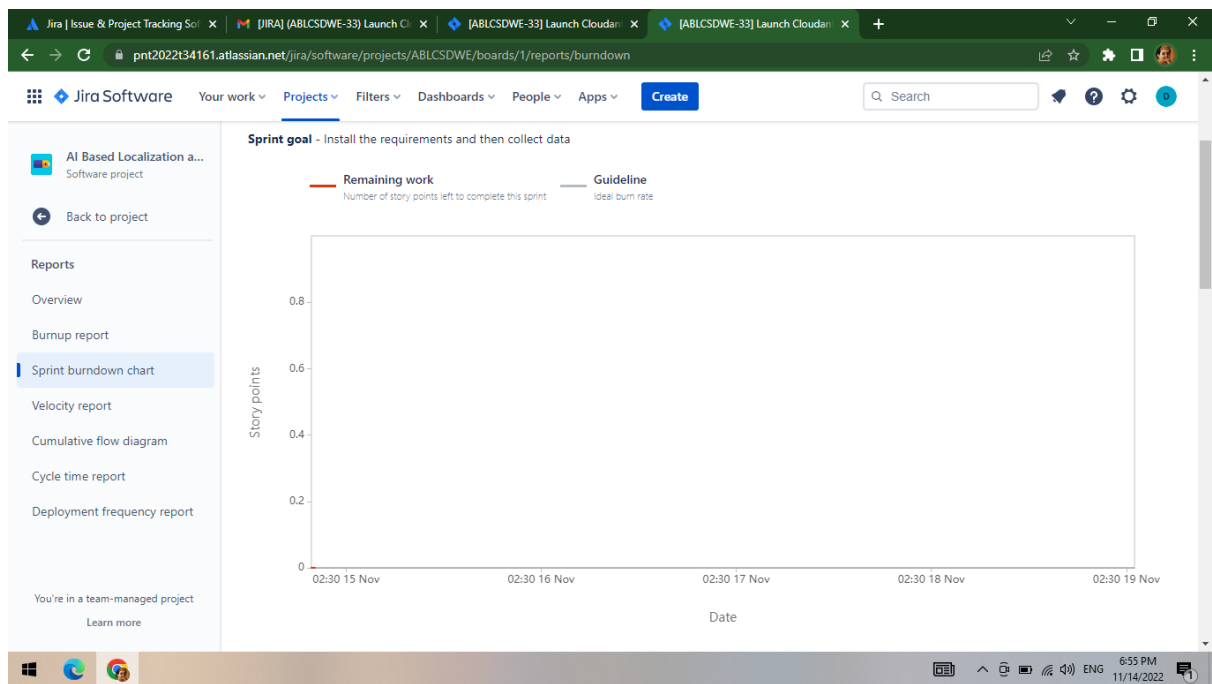 Jira | Issue & Project Tracking Sof
[JIRA] (ABLCSDWE-33) Launch Cl
[ABLCSDWE-33] Launch Cloudan
[ABLCSDWE-33] Launch Cloudan
pnt2022t34161.atlassian.net/jira/software/projects/ABLCSDWE/boards/1/reports/burndown
Jira Software Your work Projects Filters Dashboards People Apps Create Search D
AI Based Localization a...
Software project
Back to project
Reports
Overview
Burnup report
Sprint burndown chart
Velocity report
Cumulative flow diagram
Cycle time report
Deployment frequency report
You're in a team-managed project
Learn more
Sprint goal - Install the requirements and then collect data
Remaining work
Number of story points left to complete this sprint
Guideline
Ideal burn rate
Story points
0.8
0.6
0.4
0.2
0
02:30 15 Nov 02:30 16 Nov 02:30 17 Nov 02:30 18 Nov 02:30 19 Nov
Date
ENG
6:55 PM
11/14/2022
1